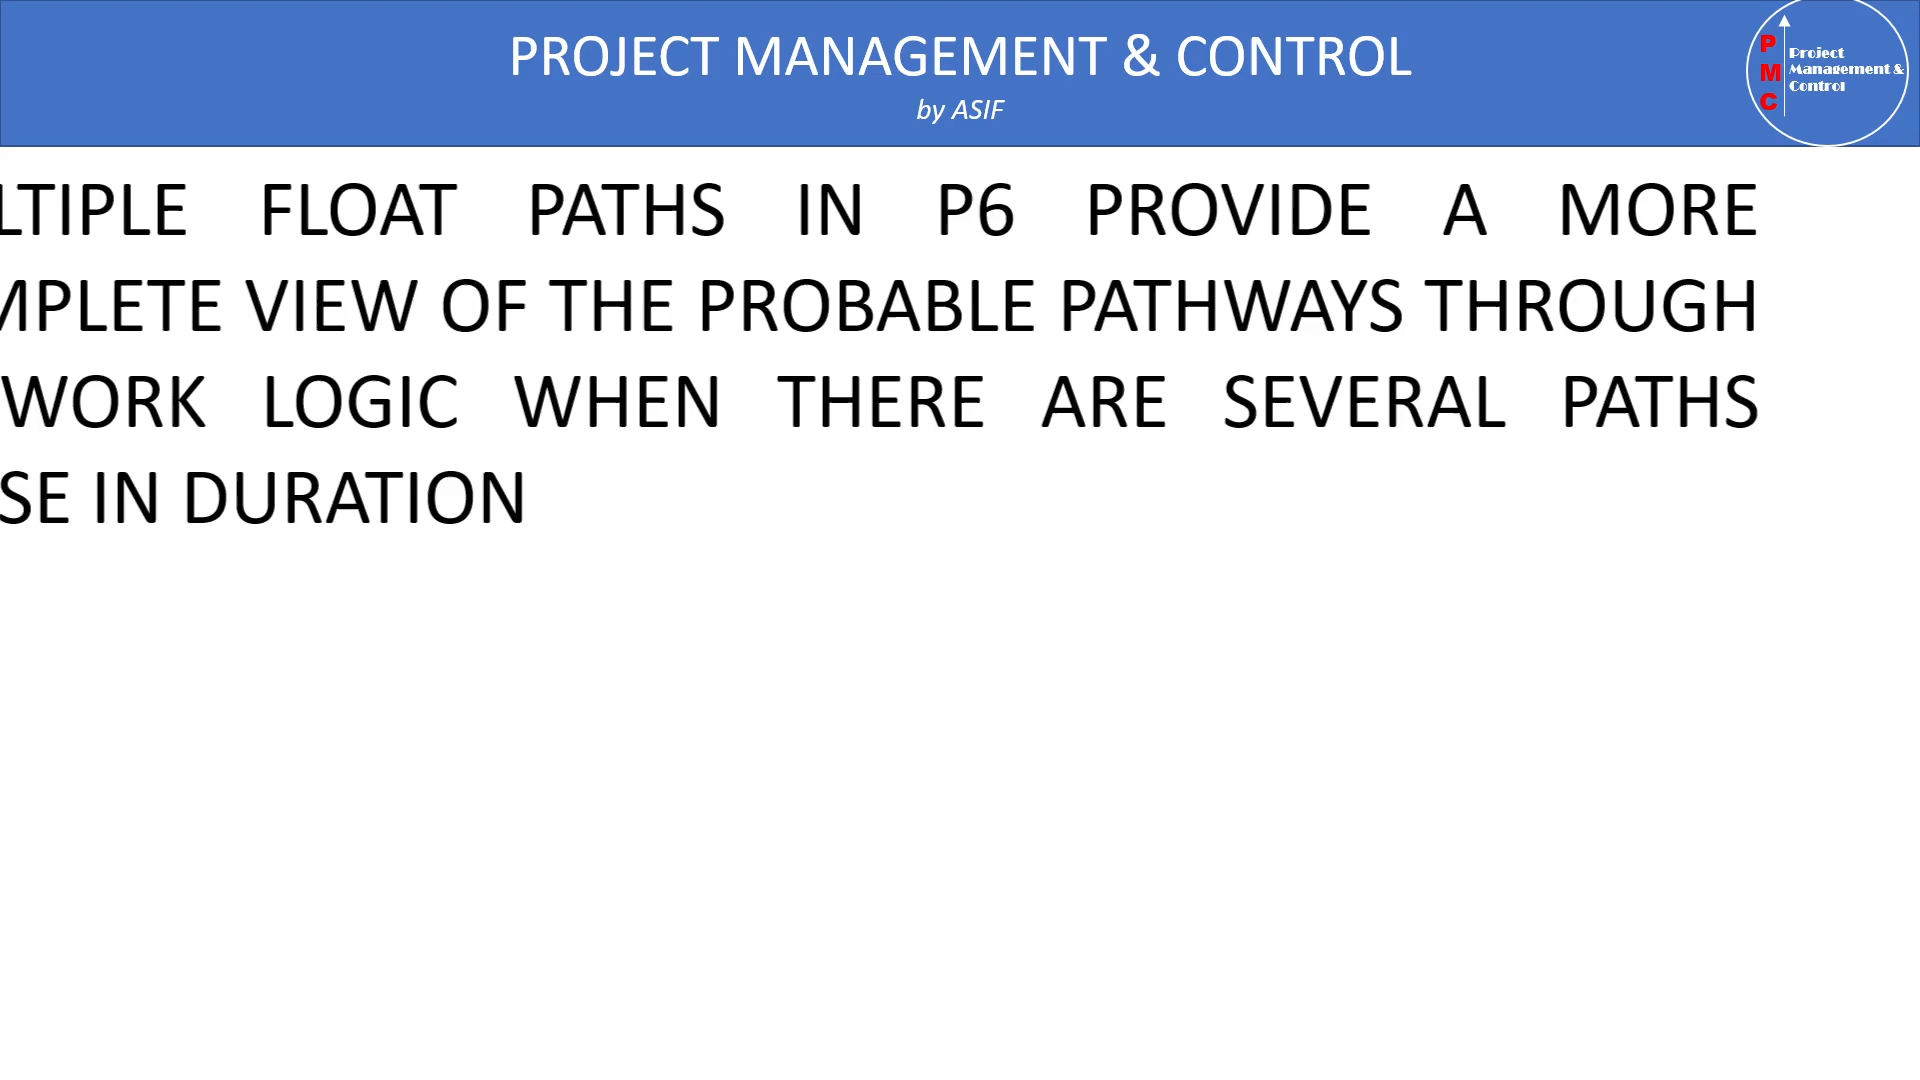 PROJECT MANAGEMENT & CONTROL
by ASIF
P
M
C
Project
Management &
Control
LTIPLE FLOAT PATHS IN P6 PROVIDE A MORE
MPLETE VIEW OF THE PROBABLE PATHWAYS THROUGH
WORK LOGIC WHEN THERE ARE SEVERAL PATHS
SE IN DURATION